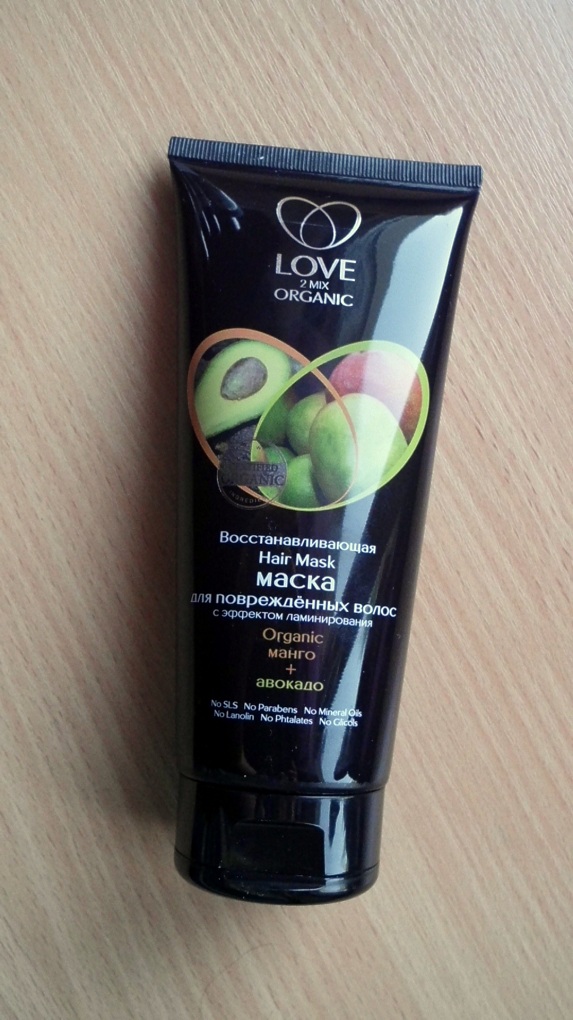 LOVE
2 MIX
ORGANIC
ORGANIC
Восстанавливающая
Hair Mask
маска
для повреждённых волос
с эффектом ламинирования
Organic
манго
+
авокадо
No SLS No Parabens No Mineral Oils
No Lanolin No Phtalates No Glicols